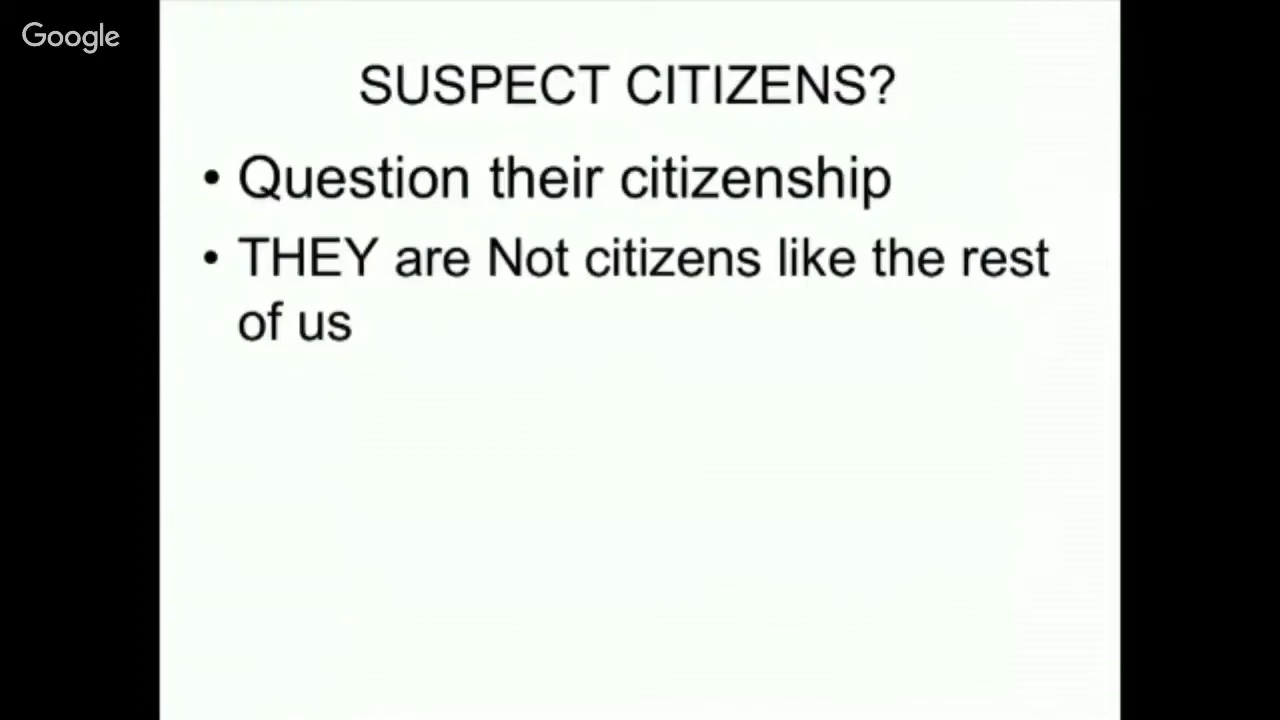 Google
SUSPECT CITIZENS?
• Question their citizenship
• THEY are Not citizens like the rest
of us